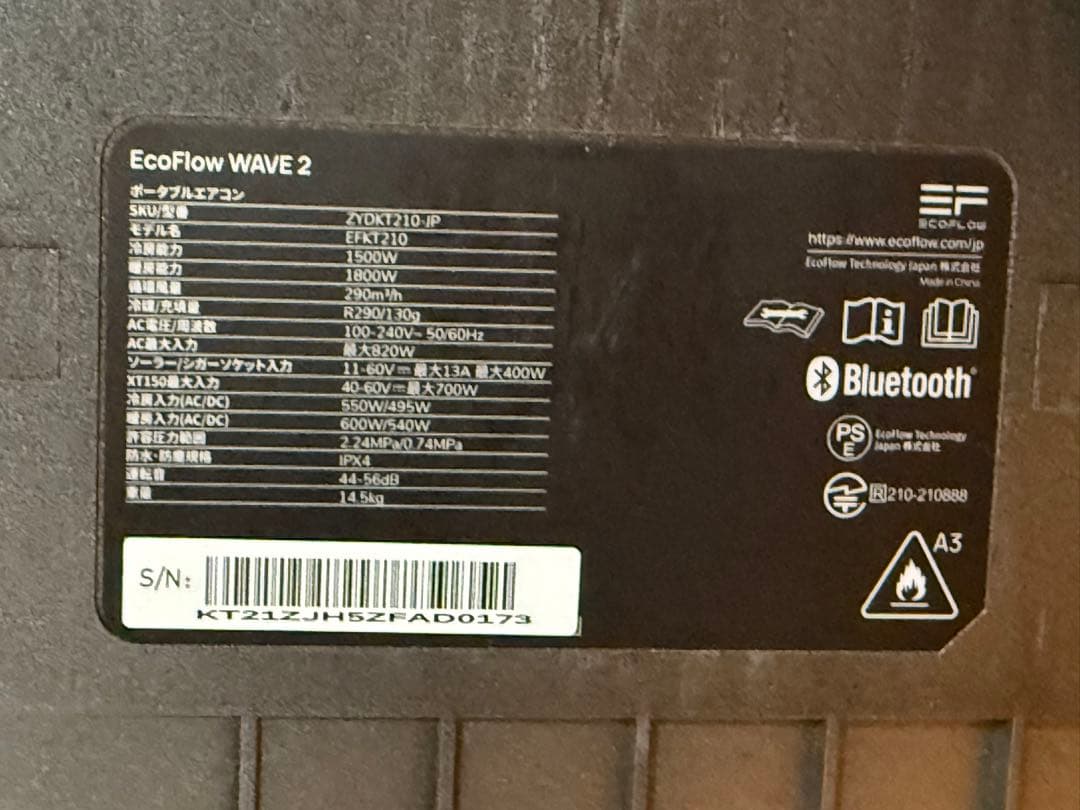 EcoFlow WAVE 2
ポータブルエアコン
SKU/型番 ZYDKT210-JP
モデル名 EFKT210
冷房能力 1500W
暖房能力 1800W
循環風量 290m³/h
冷媒/充填量 R290/130g
AC電圧/周波数 100-240V~ 50/60Hz
AC最大入力 最大820W
ソーラー/シガーソケット入力 11-60V⎓最大13A 最大400W
XT150最大入力 40-60V⎓最大700W
冷房入力(AC/DC) 550W/495W
暖房入力(AC/DC) 600W/540W
許容圧力範囲 2.24MPa/0.74MPa
防水・防塵規格 IPX4
運転音 44-56dB
重量 14.5kg
S/N:
KT21ZJH5ZFAD0173
EF
ECOFLOW
https://www.ecoflow.com/jp
EcoFlow Technology Japan 株式会社
Made in China
Bluetooth®
PSE
EcoFlow Technology
Japan 株式会社
R 210-210888
A3